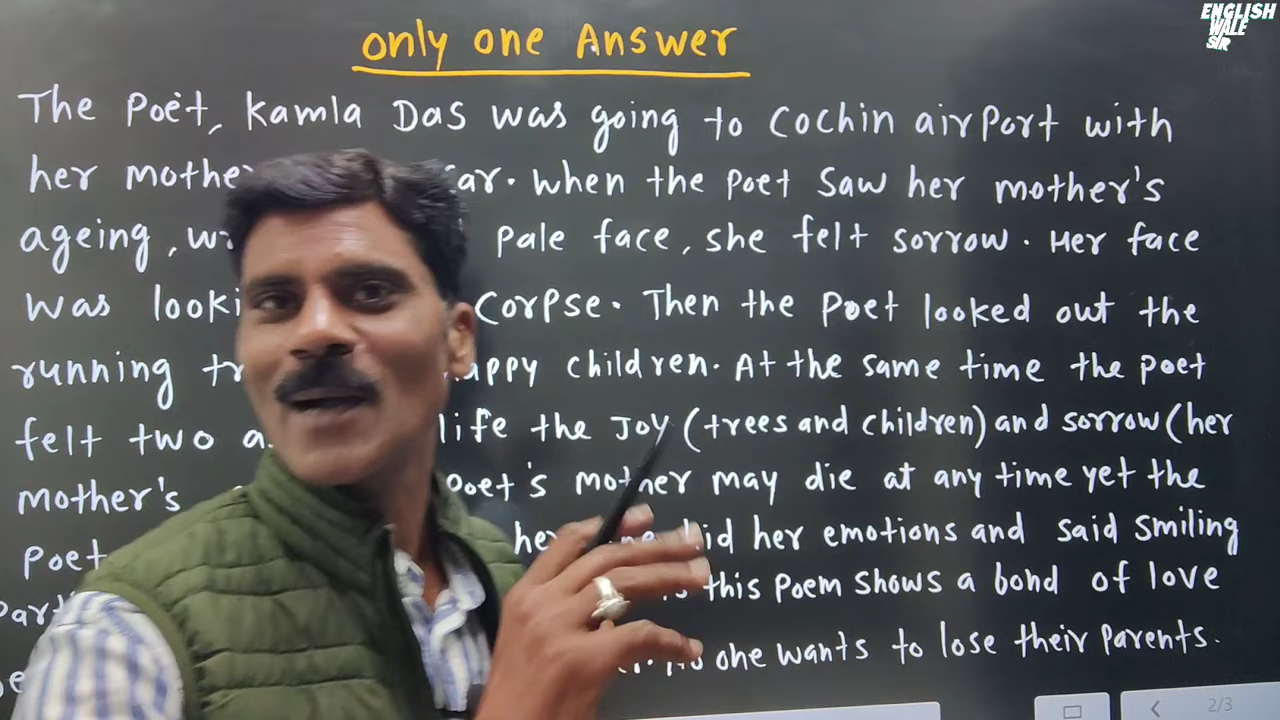 ENGLISH
WALE
SIR
only one Answer
The Poet, Kamla Das was going to Cochin airport with
her mother car. When the Poet Saw her mother's
ageing, pale face, she felt sorrow. Her face
was Corpse. Then the Poet looked out the
running happy children. At the same time the poet
felt two life the Joy (trees and children) and sorrow (her
mother's Poet's mother may die at any time yet the
Poet hid her emotions and said smiling
this Poem shows a bond of love
No one wants to lose their Parents.
2/3